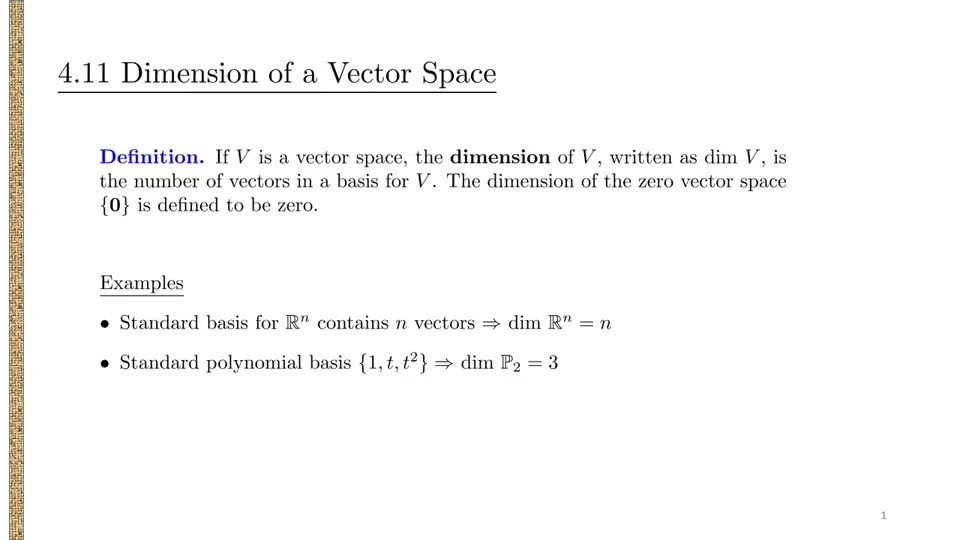 4.11 Dimension of a Vector Space
Definition. If V is a vector space, the dimension of V, written as dim V, is
the number of vectors in a basis for V. The dimension of the zero vector space
{0} is defined to be zero.
Examples
• Standard basis for ℝⁿ contains n vectors ⇒ dim ℝⁿ = n
• Standard polynomial basis {1, t, t²} ⇒ dim ℙ₂ = 3
1